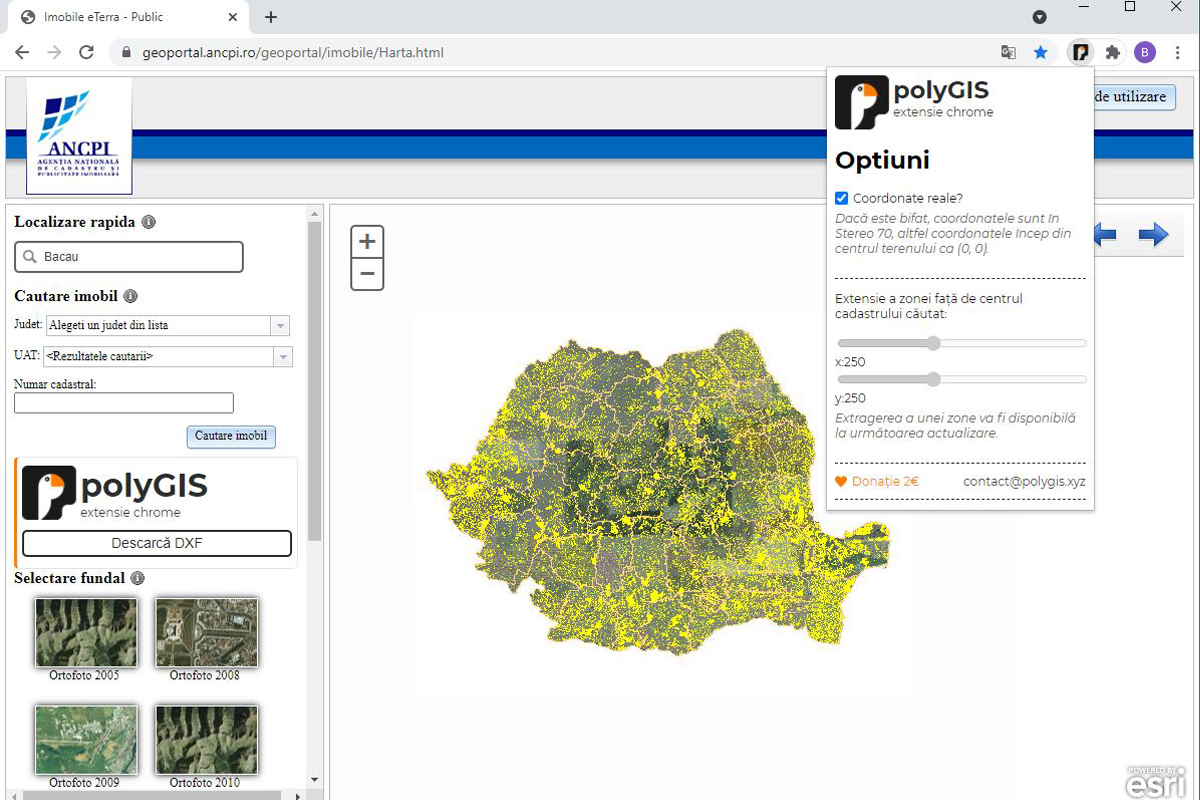 Imobile eTerra - Public
geoportal.ancpi.ro/geoportal/imobile/Harta.html
B
polyGIS
extensie chrome
de utilizare
ANCPI
AGENȚIA NAȚIONALĂ
DE CADASTRU ȘI
PUBLICITATE IMOBILIARĂ
Optiuni
Coordonate reale?
Dacă este bifat, coordonatele sunt în
Stereo 70, altfel coordonatele încep din
centrul terenului ca (0, 0).
Extensie a zonei față de centrul
cadastrului căutat:
x:250
y:250
Extragerea a unei zone va fi disponibilă
la următoarea actualizare.
Donație 2€ contact@polygis.xyz
Localizare rapida
Bacau
Cautare imobil
Judet: Alegeti un judet din lista
UAT: <Rezultatele cautarii>
Numar cadastral:
Cautare imobil
polyGIS
extensie chrome
Descarcă DXF
Selectare fundal
Ortofoto 2005 Ortofoto 2008
Ortofoto 2009 Ortofoto 2010
+
−
POWERED BY
esri